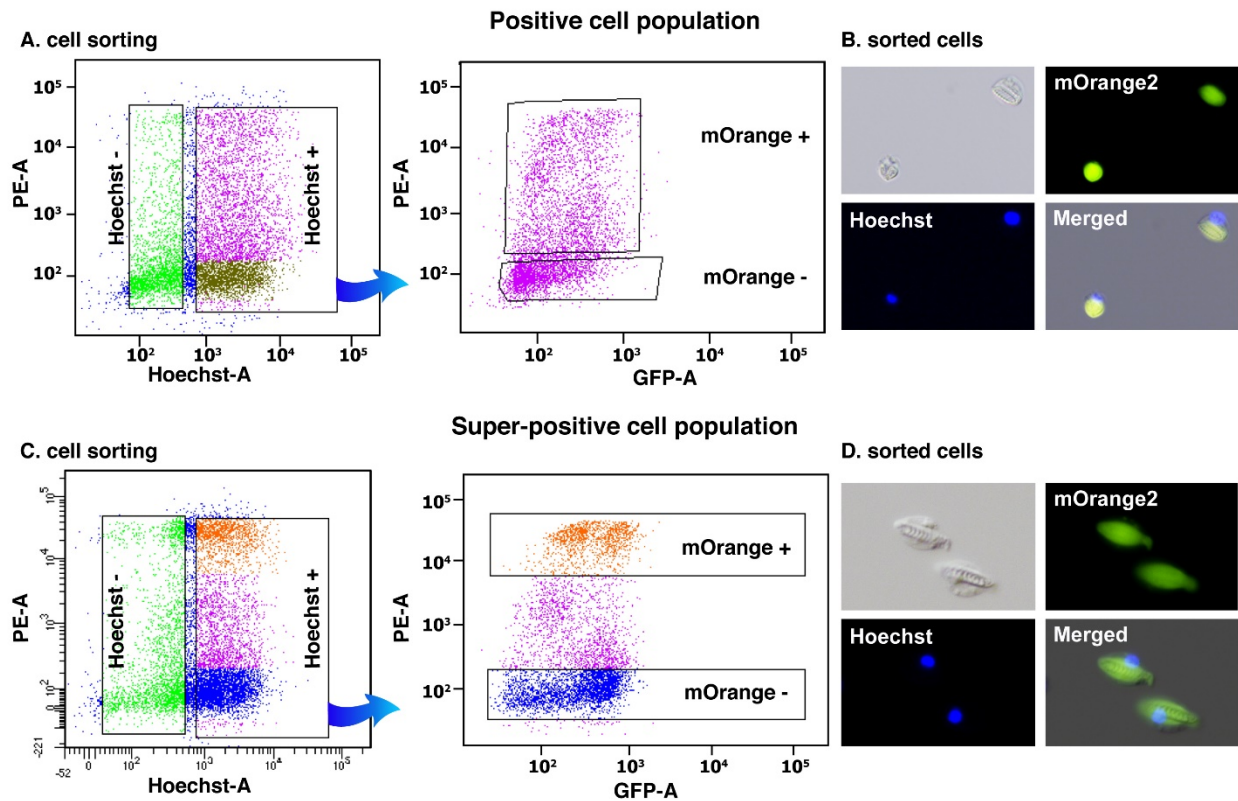 Positive cell population
A. cell sorting
PE-A
10⁵
10⁴
10³
10²
Hoechst -
Hoechst +
10² 10³ 10⁴ 10⁵
Hoechst-A
PE-A
10⁵
10⁴
10³
10²
mOrange +
mOrange -
10² 10³ 10⁴ 10⁵
GFP-A
B. sorted cells
mOrange2
Hoechst
Merged
Super-positive cell population
C. cell sorting
PE-A
10⁵
10⁴
10³
10²
0
-221
Hoechst -
Hoechst +
-52 0 10² 10³ 10⁴ 10⁵
Hoechst-A
PE-A
10⁵
10⁴
10³
10²
mOrange +
mOrange -
10² 10³ 10⁴ 10⁵
GFP-A
D. sorted cells
mOrange2
Hoechst
Merged